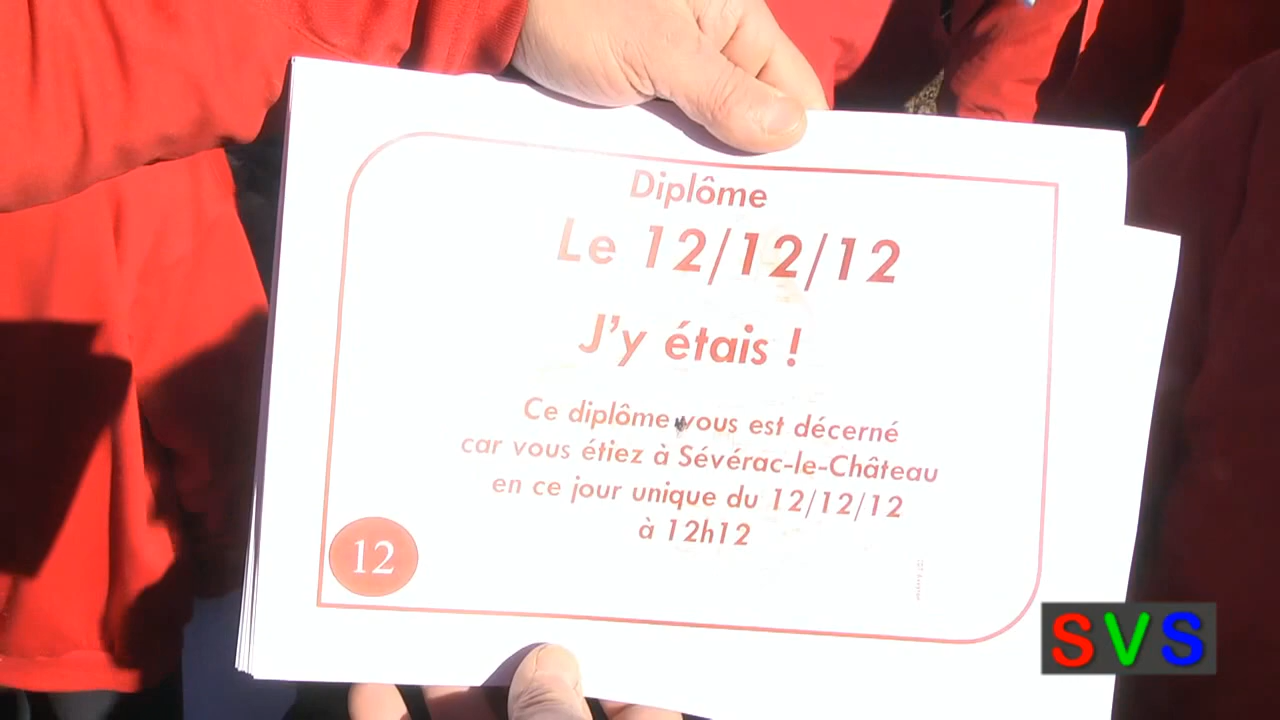 Diplôme
Le 12/12/12
J'y étais !
Ce diplôme vous est décerné
car vous étiez à Sévérac-le-Château
en ce jour unique du 12/12/12
à 12h12
12
SVS